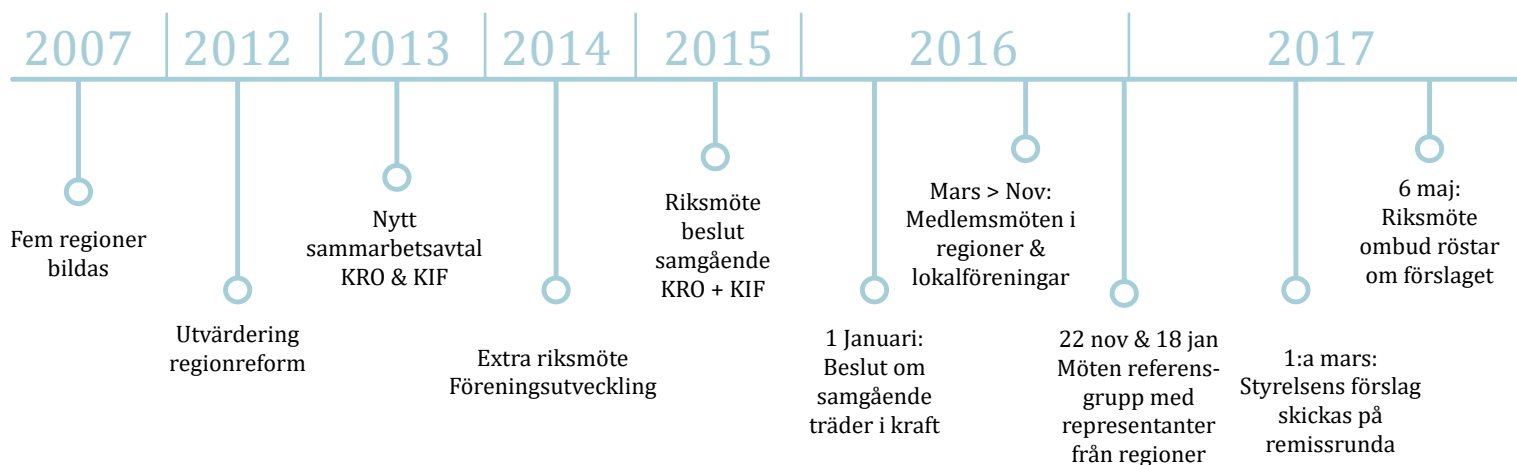 2007
2012
2013
2014
2015
2016
2017
Fem regioner
bildas
Utvärdering
regionreform
Nytt
sammarbetsavtal
KRO & KIF
Extra riksmöte
Föreningsutveckling
Riksmöte
beslut
samgående
KRO + KIF
1 Januari:
Beslut om
samgående
träder i kraft
Mars > Nov:
Medlemsmöten i
regioner &
lokalföreningar
22 nov & 18 jan
Möten referens-
grupp med
representanter
från regioner
1:a mars:
Styrelsens förslag
skickas på
remissrunda
6 maj:
Riksmöte
ombud röstar
om förslaget